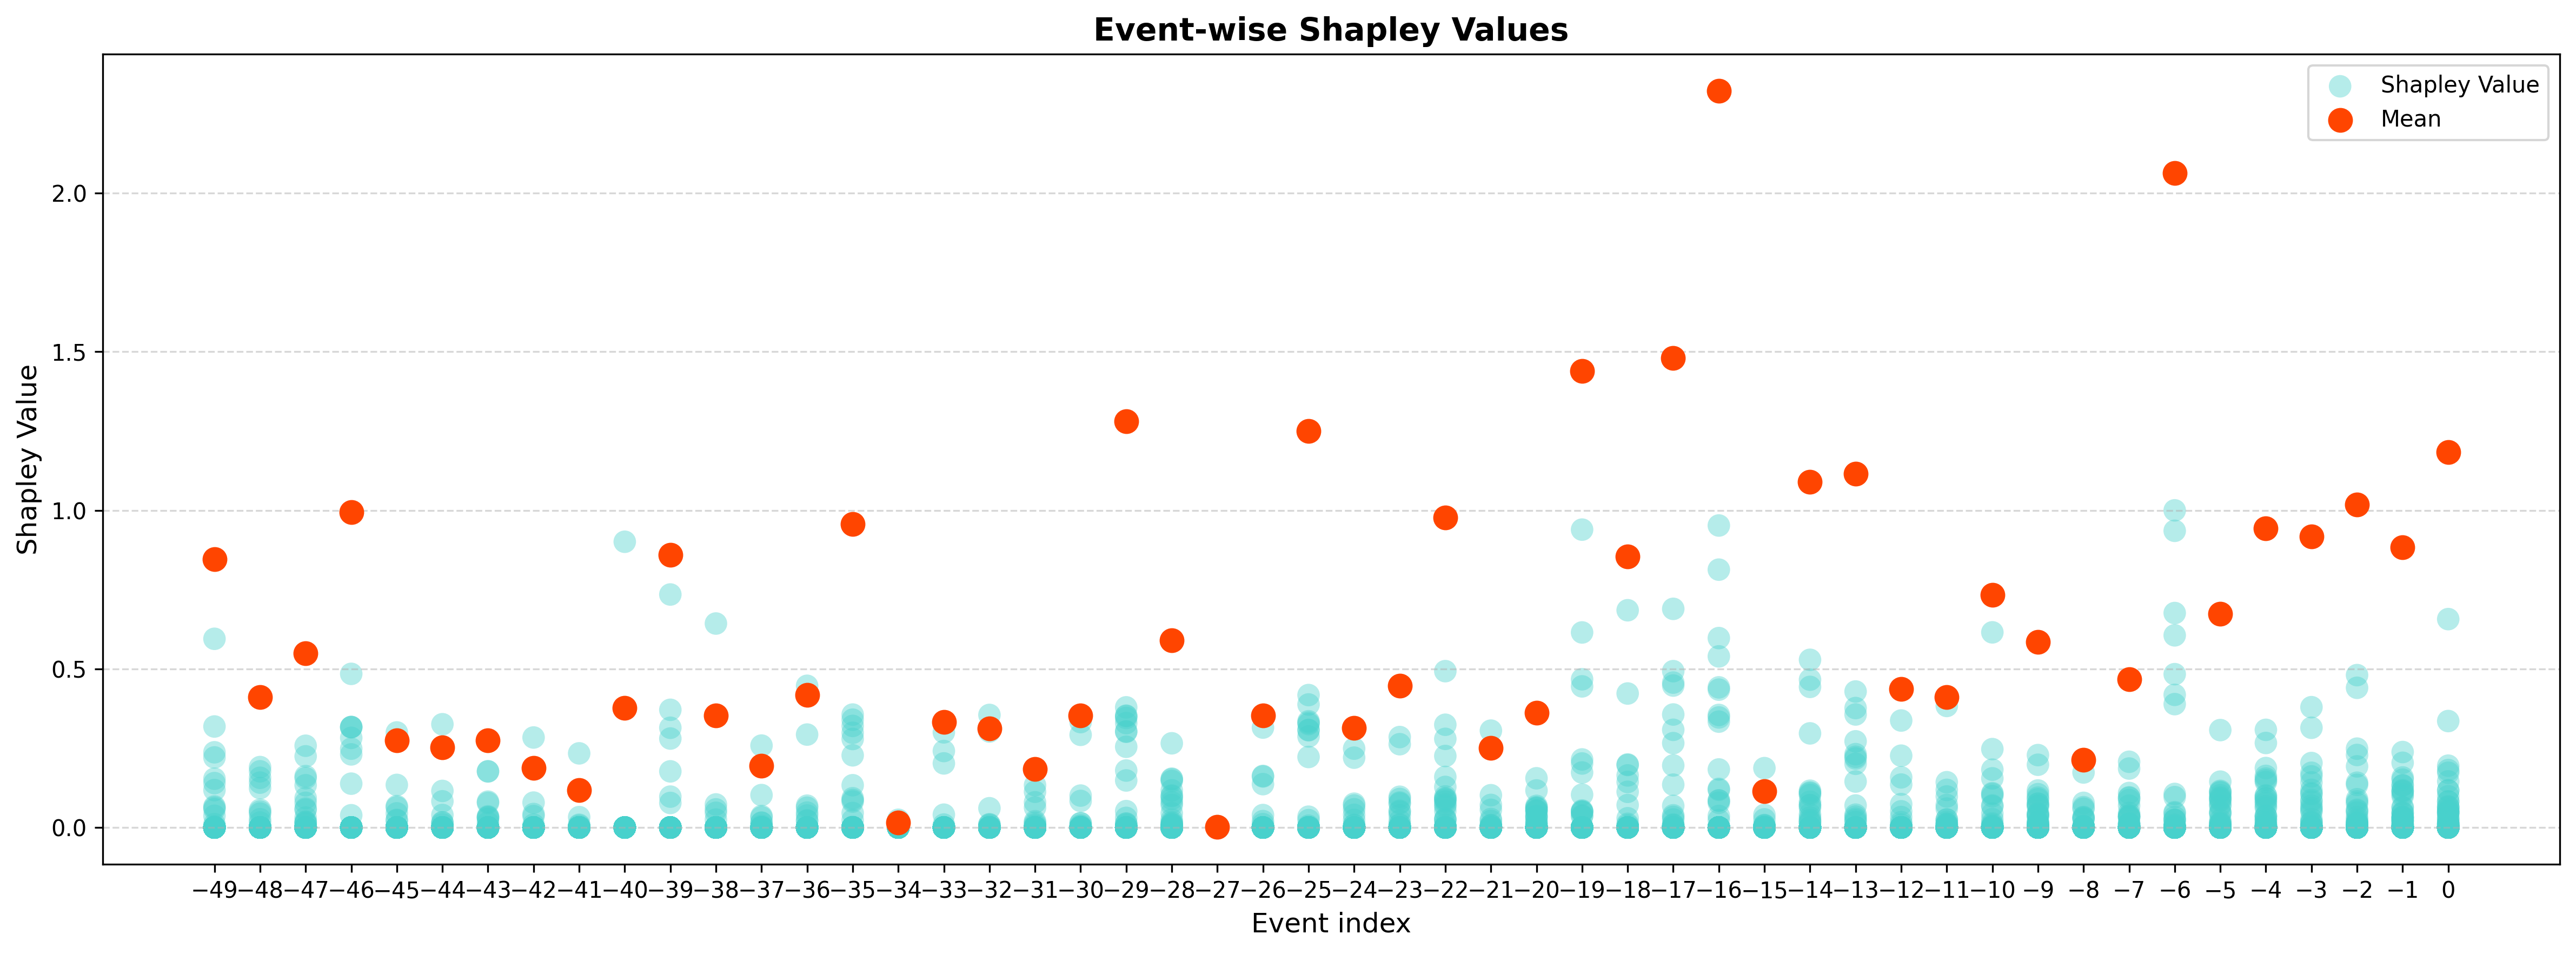 Event-wise Shapley Values
Shapley Value
Mean
2.0
1.5
1.0
0.5
0.0
Shapley Value
−49 −48 −47 −46 −45 −44 −43 −42 −41 −40 −39 −38 −37 −36 −35 −34 −33 −32 −31 −30 −29 −28 −27 −26 −25 −24 −23 −22 −21 −20 −19 −18 −17 −16 −15 −14 −13 −12 −11 −10 −9 −8 −7 −6 −5 −4 −3 −2 −1 0
Event index